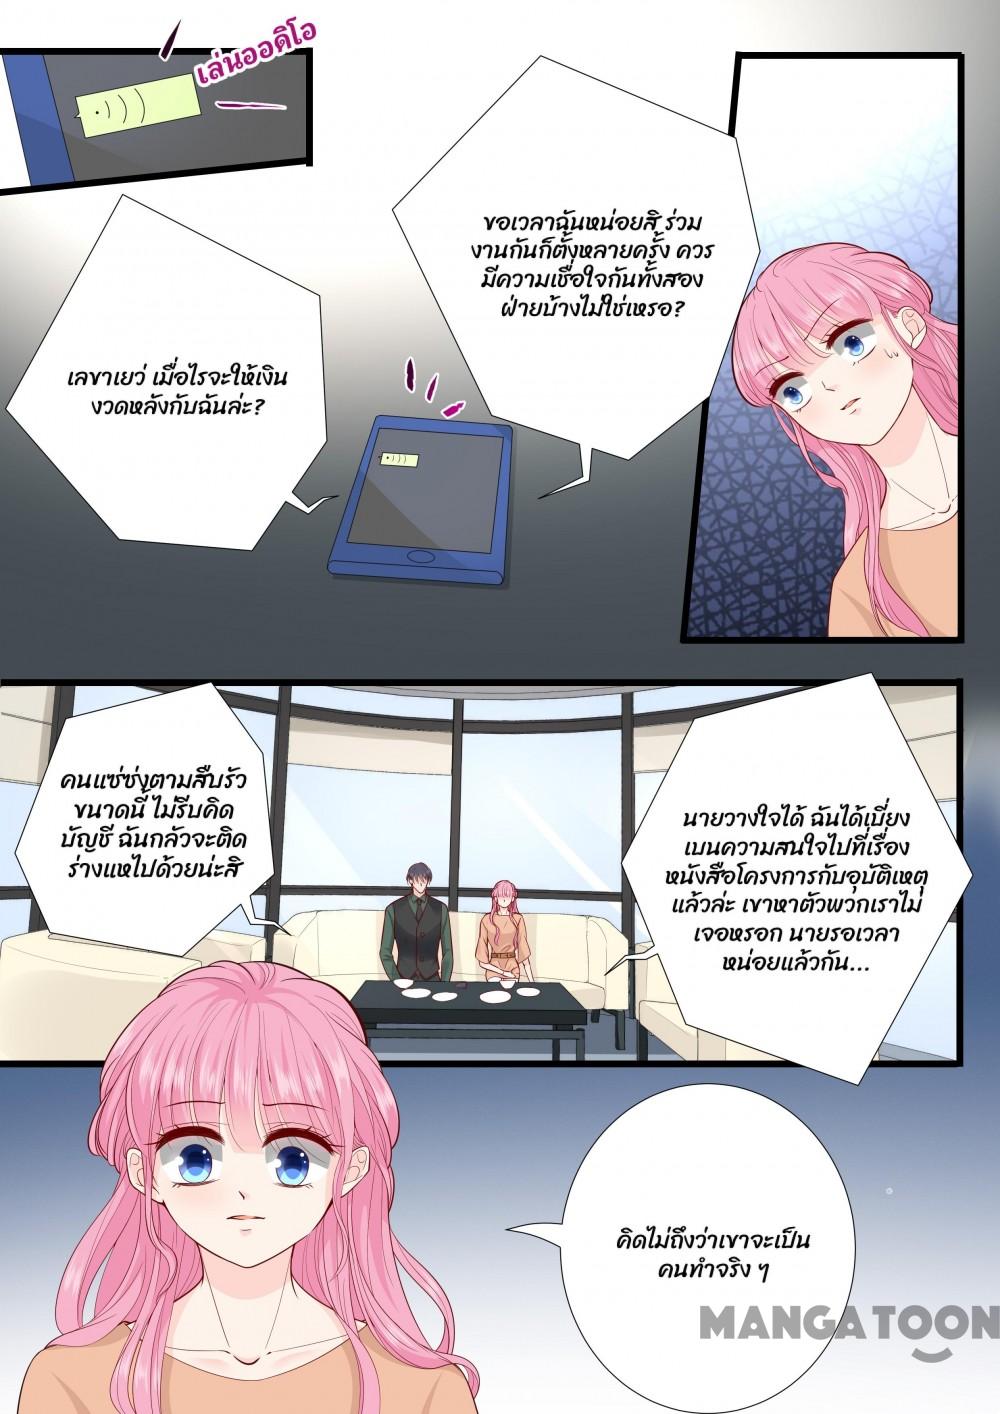 เล่นออดิโอ
ขอเวลาฉันหน่อยสิ ร่วม
งานกันก็ตั้งหลายครั้ง ควร
มีความเชื่อใจกันทั้งสอง
ฝ่ายบ้างไม่ใช่เหรอ?
เลขาเยว่ เมื่อไรจะให้เงิน
งวดหลังกับฉันล่ะ?
คนแซ่ซ่งตามสืบรัว
ขนาดนี้ ไม่รีบคิด
บัญชี ฉันกลัวจะติด
ร่างแหไปด้วยน่ะสิ
นายวางใจได้ ฉันได้เบี่ยง
เบนความสนใจไปที่เรื่อง
หนังสือโครงการกับอุบัติเหตุ
แล้วล่ะ เขาหาตัวพวกเราไม่
เจอหรอก นายรอเวลา
หน่อยแล้วกัน...
คิดไม่ถึงว่าเขาจะเป็น
คนทำจริง ๆ
MANGATOON